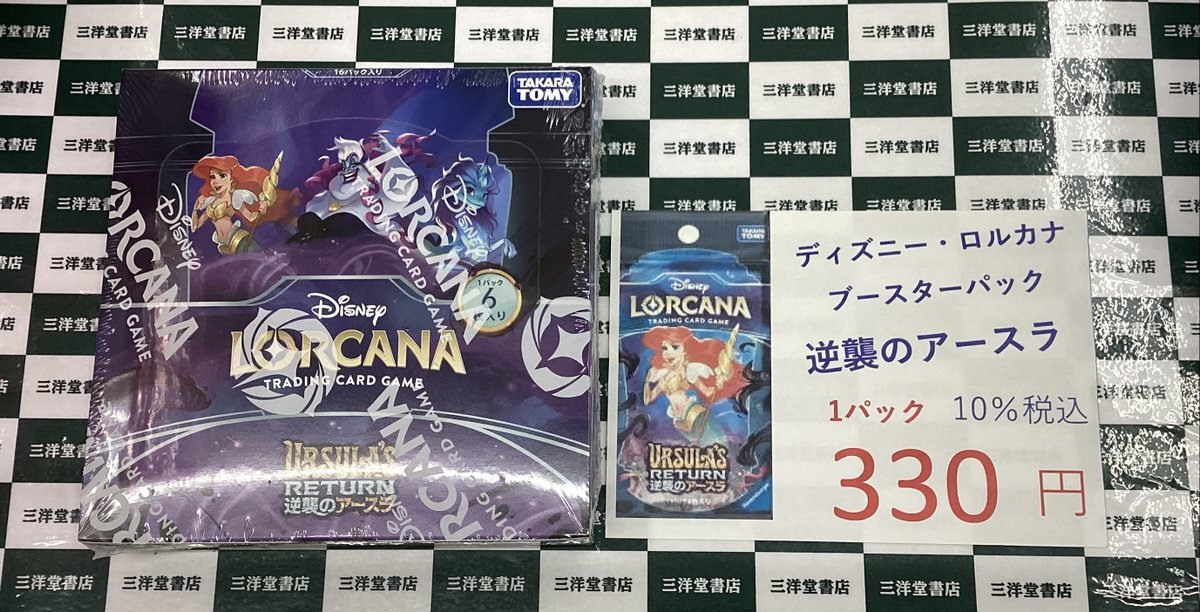 三洋堂書店
16パック入り
TAKARA
TOMY
Disney
LORCANA
TRADING CARD GAME
1パック
6
枚入り
Disney
LORCANA
TRADING CARD GAME
URSULA'S
RETURN
逆襲のアースラ
TAKARA
TOMY
Disney
LORCANA
TRADING CARD GAME
URSULA'S
RETURN
逆襲のアースラ
ディズニー・ロルカナ
ブースターパック
逆襲のアースラ
1パック 10%税込
330円